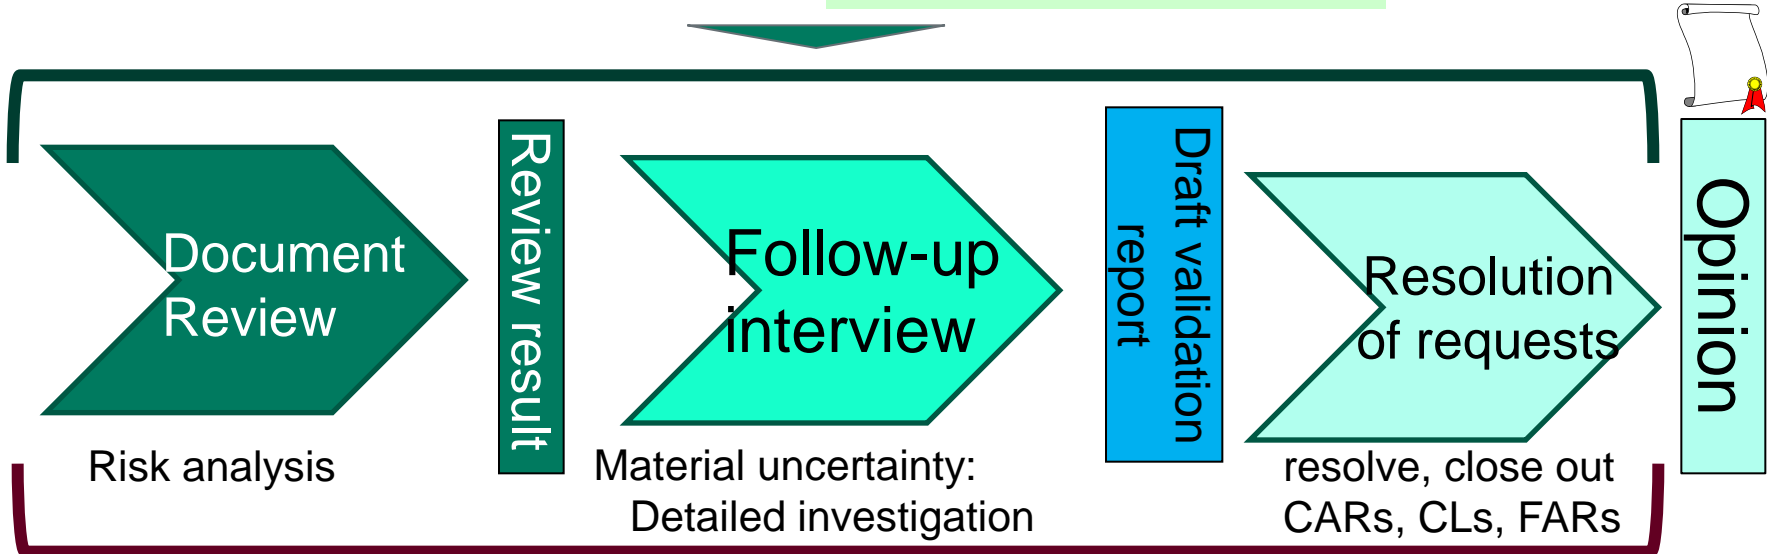 Document
Review
Review result
Follow-up
interview
Draft validation
report
Resolution
of requests
Opinion
Risk analysis
Material uncertainty:
Detailed investigation
resolve, close out
CARs, CLs, FARs